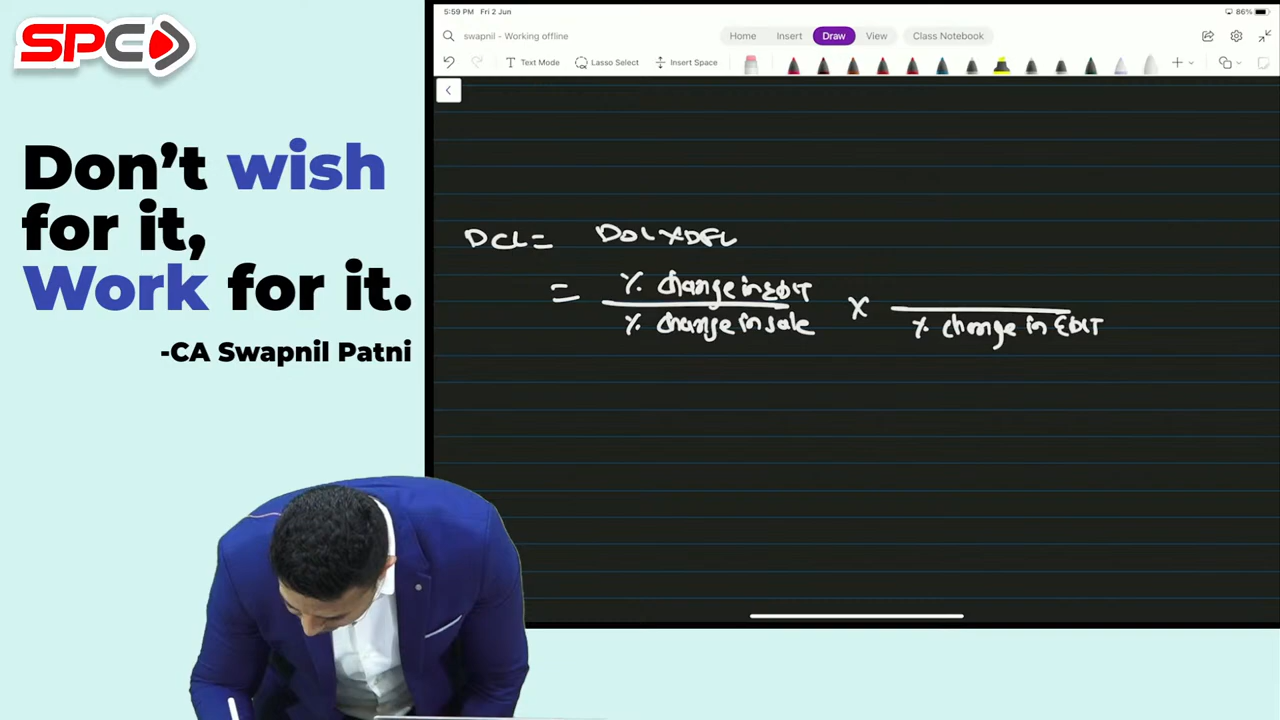 SPC
Don't wish
for it,
Work for it.
-CA Swapnil Patni
5:59 PM Fri 2 Jun
86%
swapnil - Working offline
Home Insert Draw View Class Notebook
Text Mode Lasso Select Insert Space
DCL = DOL X DFL
= % change in EBIT
% change in sale X
% change in EBIT